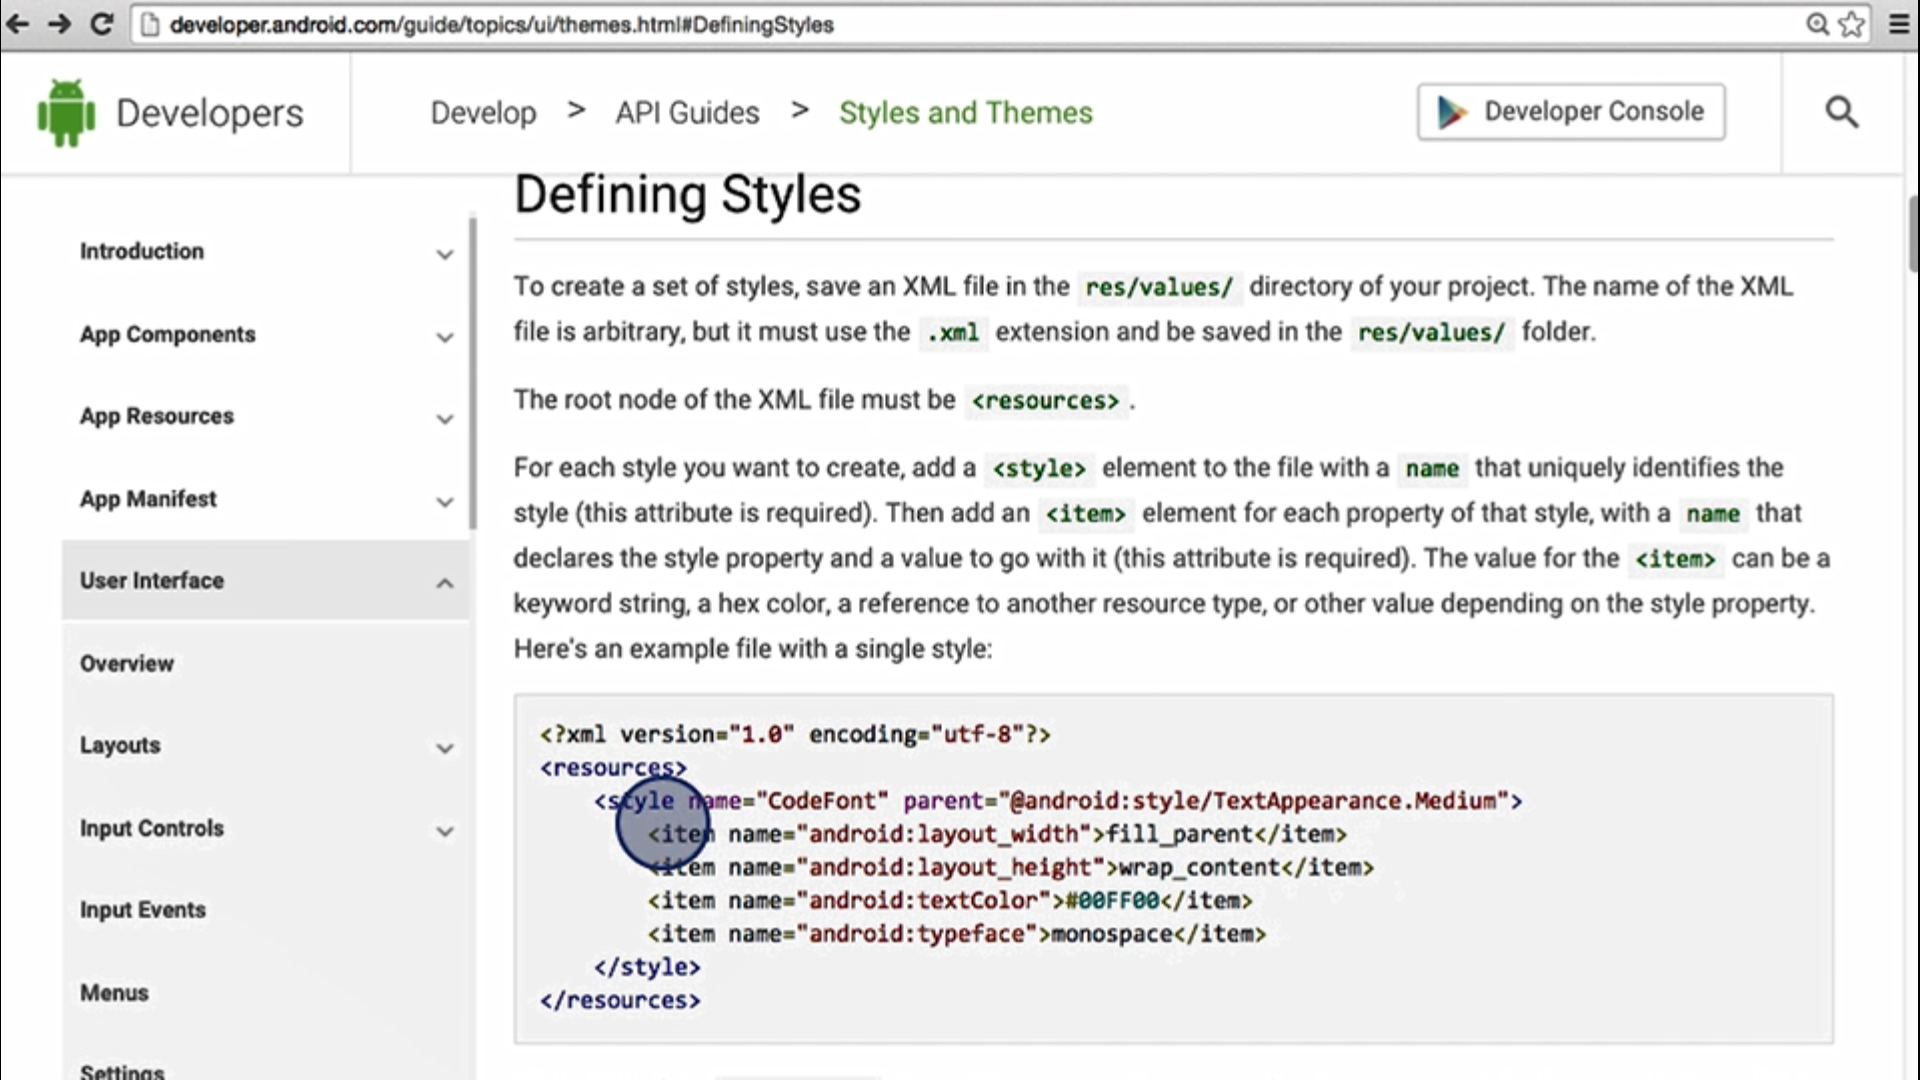 developer.android.com/guide/topics/ui/themes.html#DefiningStyles
Developers
Develop > API Guides > Styles and Themes
Developer Console
Introduction
App Components
App Resources
App Manifest
User Interface
Overview
Layouts
Input Controls
Input Events
Menus
Settings
Defining Styles
To create a set of styles, save an XML file in the res/values/ directory of your project. The name of the XML
file is arbitrary, but it must use the .xml extension and be saved in the res/values/ folder.
The root node of the XML file must be <resources> .
For each style you want to create, add a <style> element to the file with a name that uniquely identifies the
style (this attribute is required). Then add an <item> element for each property of that style, with a name that
declares the style property and a value to go with it (this attribute is required). The value for the <item> can be a
keyword string, a hex color, a reference to another resource type, or other value depending on the style property.
Here's an example file with a single style:
<?xml version="1.0" encoding="utf-8"?>
<resources>
<style name="CodeFont" parent="@android:style/TextAppearance.Medium">
<item name="android:layout_width">fill_parent</item>
<item name="android:layout_height">wrap_content</item>
<item name="android:textColor">#00FF00</item>
<item name="android:typeface">monospace</item>
</style>
</resources>